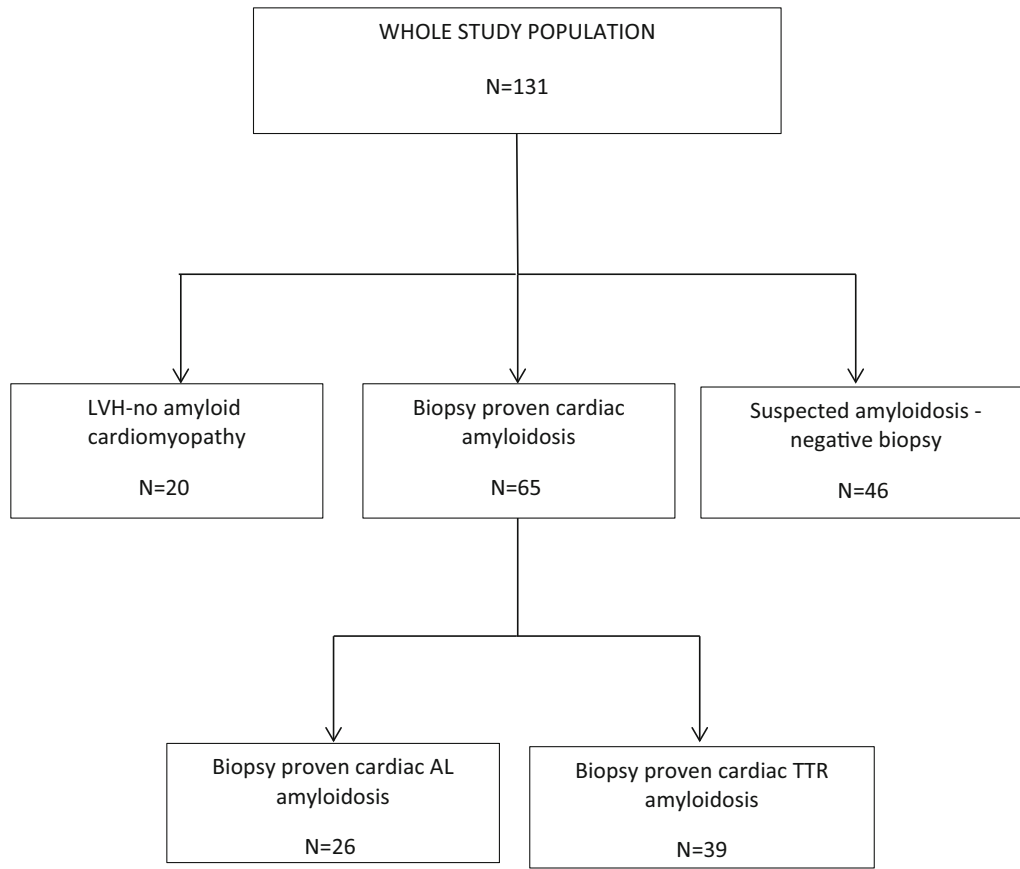 WHOLE STUDY POPULATION
N=131
LVH-no amyloid
cardiomyopathy
N=20
Biopsy proven cardiac
amyloidosis
N=65
Suspected amyloidosis -
negative biopsy
N=46
Biopsy proven cardiac AL
amyloidosis
N=26
Biopsy proven cardiac TTR
amyloidosis
N=39